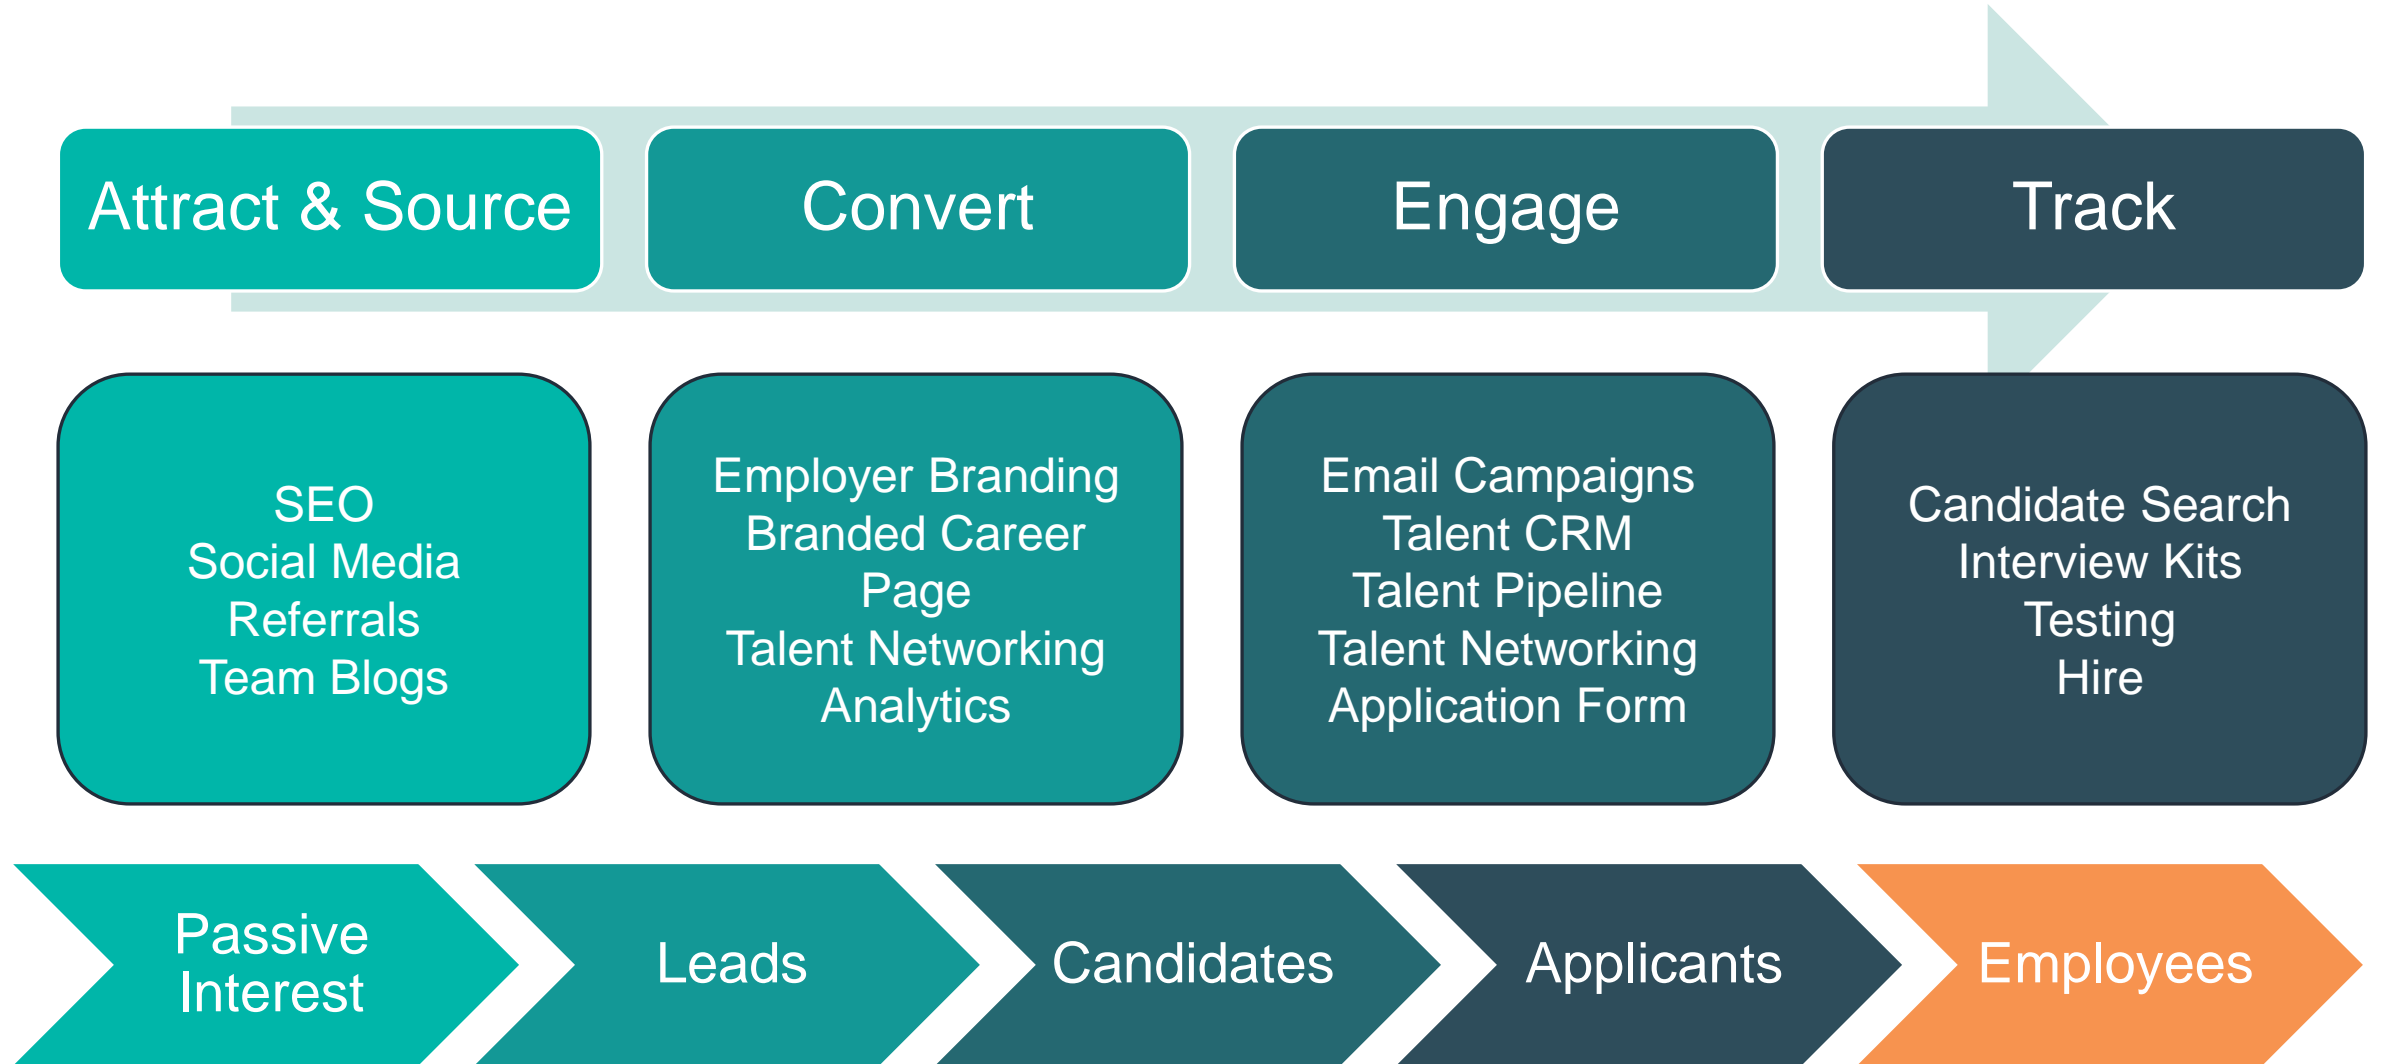 Attract & Source
Convert
Engage
Track
SEO
Social Media
Referrals
Team Blogs
Employer Branding
Branded Career
Page
Talent Networking
Analytics
Email Campaigns
Talent CRM
Talent Pipeline
Talent Networking
Application Form
Candidate Search
Interview Kits
Testing
Hire
Passive
Interest
Leads
Candidates
Applicants
Employees